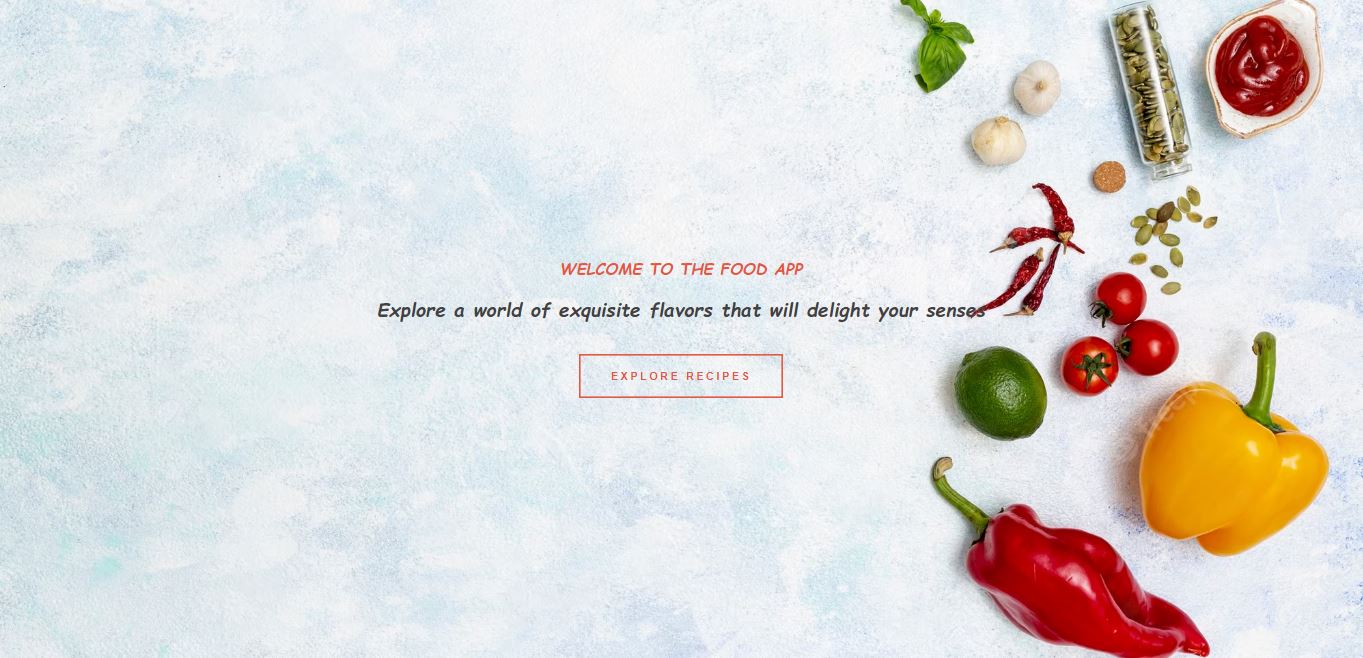 WELCOME TO THE FOOD APP
Explore a world of exquisite flavors that will delight your senses
EXPLORE RECIPES